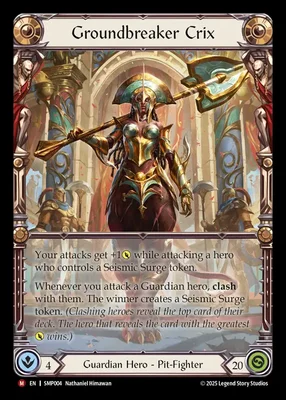 Groundbreaker Crix
Your attacks get +1 while attacking a hero
who controls a Seismic Surge token.
Whenever you attack a Guardian hero, clash
with them. The winner creates a Seismic Surge
token. (Clashing heroes reveal the top card of their
deck. The hero that reveals the card with the greatest
wins.)
4
Guardian Hero - Pit-Fighter
20
M EN | SMP004 Nathaniel Himawan
© 2025 Legend Story Studios